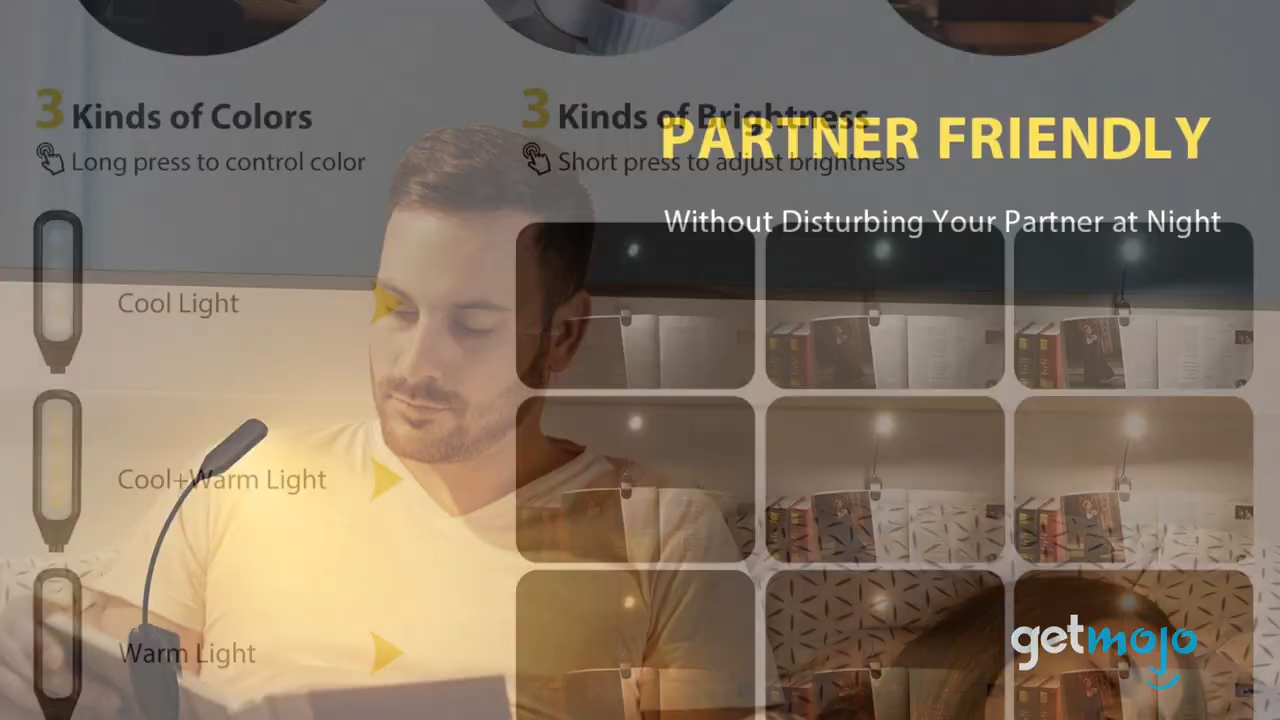 3 Kinds of Colors
Long press to control color
3 Kinds of Brightness
Short press to adjust brightness
PARTNER FRIENDLY
Without Disturbing Your Partner at Night
Cool Light
Cool+Warm Light
Warm Light
getmojo